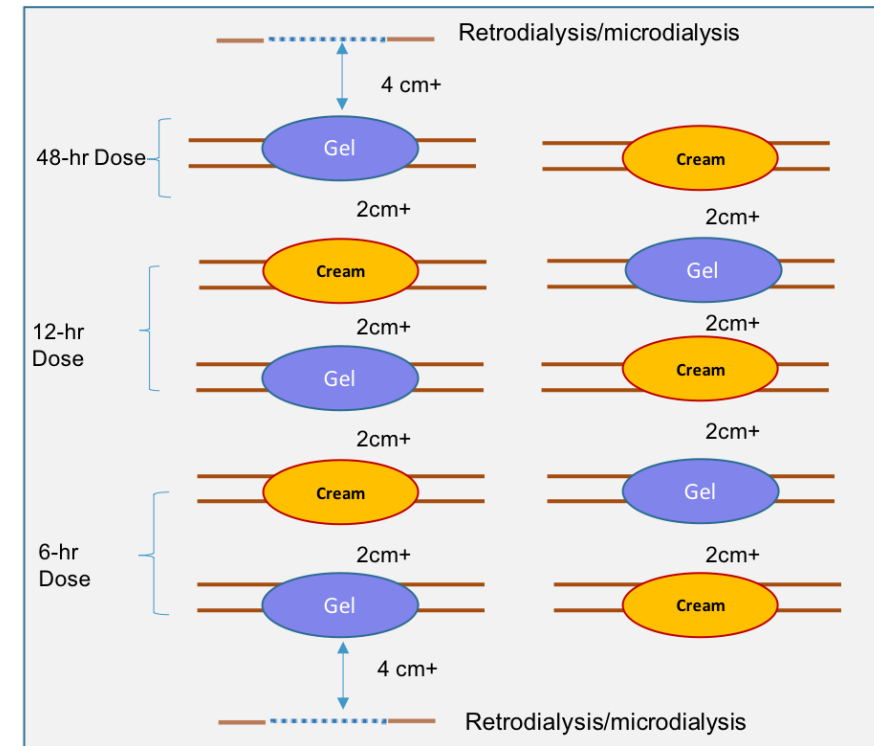 Retrodialysis/microdialysis
4 cm+
48-hr Dose
Gel
Cream
2cm+
2cm+
Cream
Gel
12-hr
Dose
2cm+
2cm+
Gel
Cream
2cm+
2cm+
Cream
Gel
6-hr
Dose
2cm+
2cm+
Gel
Cream
4 cm+
Retrodialysis/microdialysis